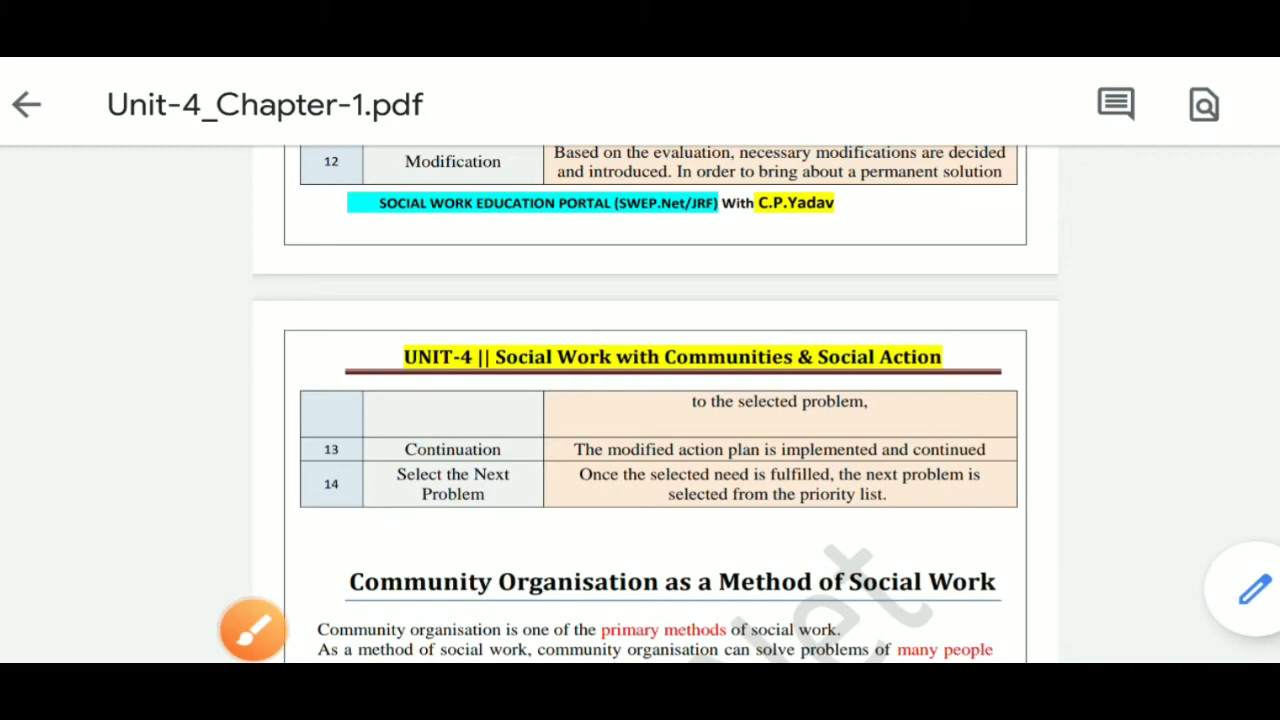 Unit-4_Chapter-1.pdf
12 Modification Based on the evaluation, necessary modifications are decided
and introduced. In order to bring about a permanent solution
SOCIAL WORK EDUCATION PORTAL (SWEP.Net/JRF) With C.P.Yadav
UNIT-4 || Social Work with Communities & Social Action
to the selected problem,
13 Continuation The modified action plan is implemented and continued
14 Select the Next Problem Once the selected need is fulfilled, the next problem is
selected from the priority list.
Community Organisation as a Method of Social Work
Community organisation is one of the primary methods of social work.
As a method of social work, community organisation can solve problems of many people